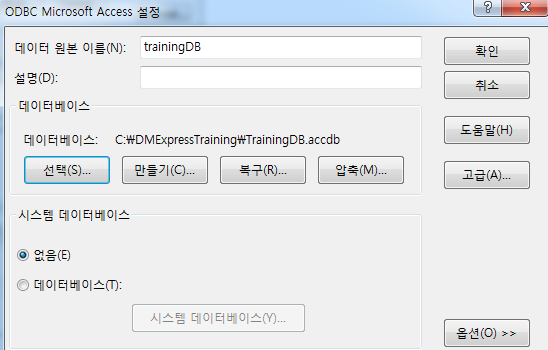 ODBC Microsoft Access 설정
데이터 원본 이름(N): trainingDB 확인
설명(D): 취소
데이터베이스
데이터베이스: C:₩DMExpressTraining₩TrainingDB.accdb 도움말(H)
선택(S)... 만들기(C)... 복구(R)... 압축(M)... 고급(A)...
시스템 데이터베이스
없음(E)
데이터베이스(T):
시스템 데이터베이스(Y)...
옵션(O) >>